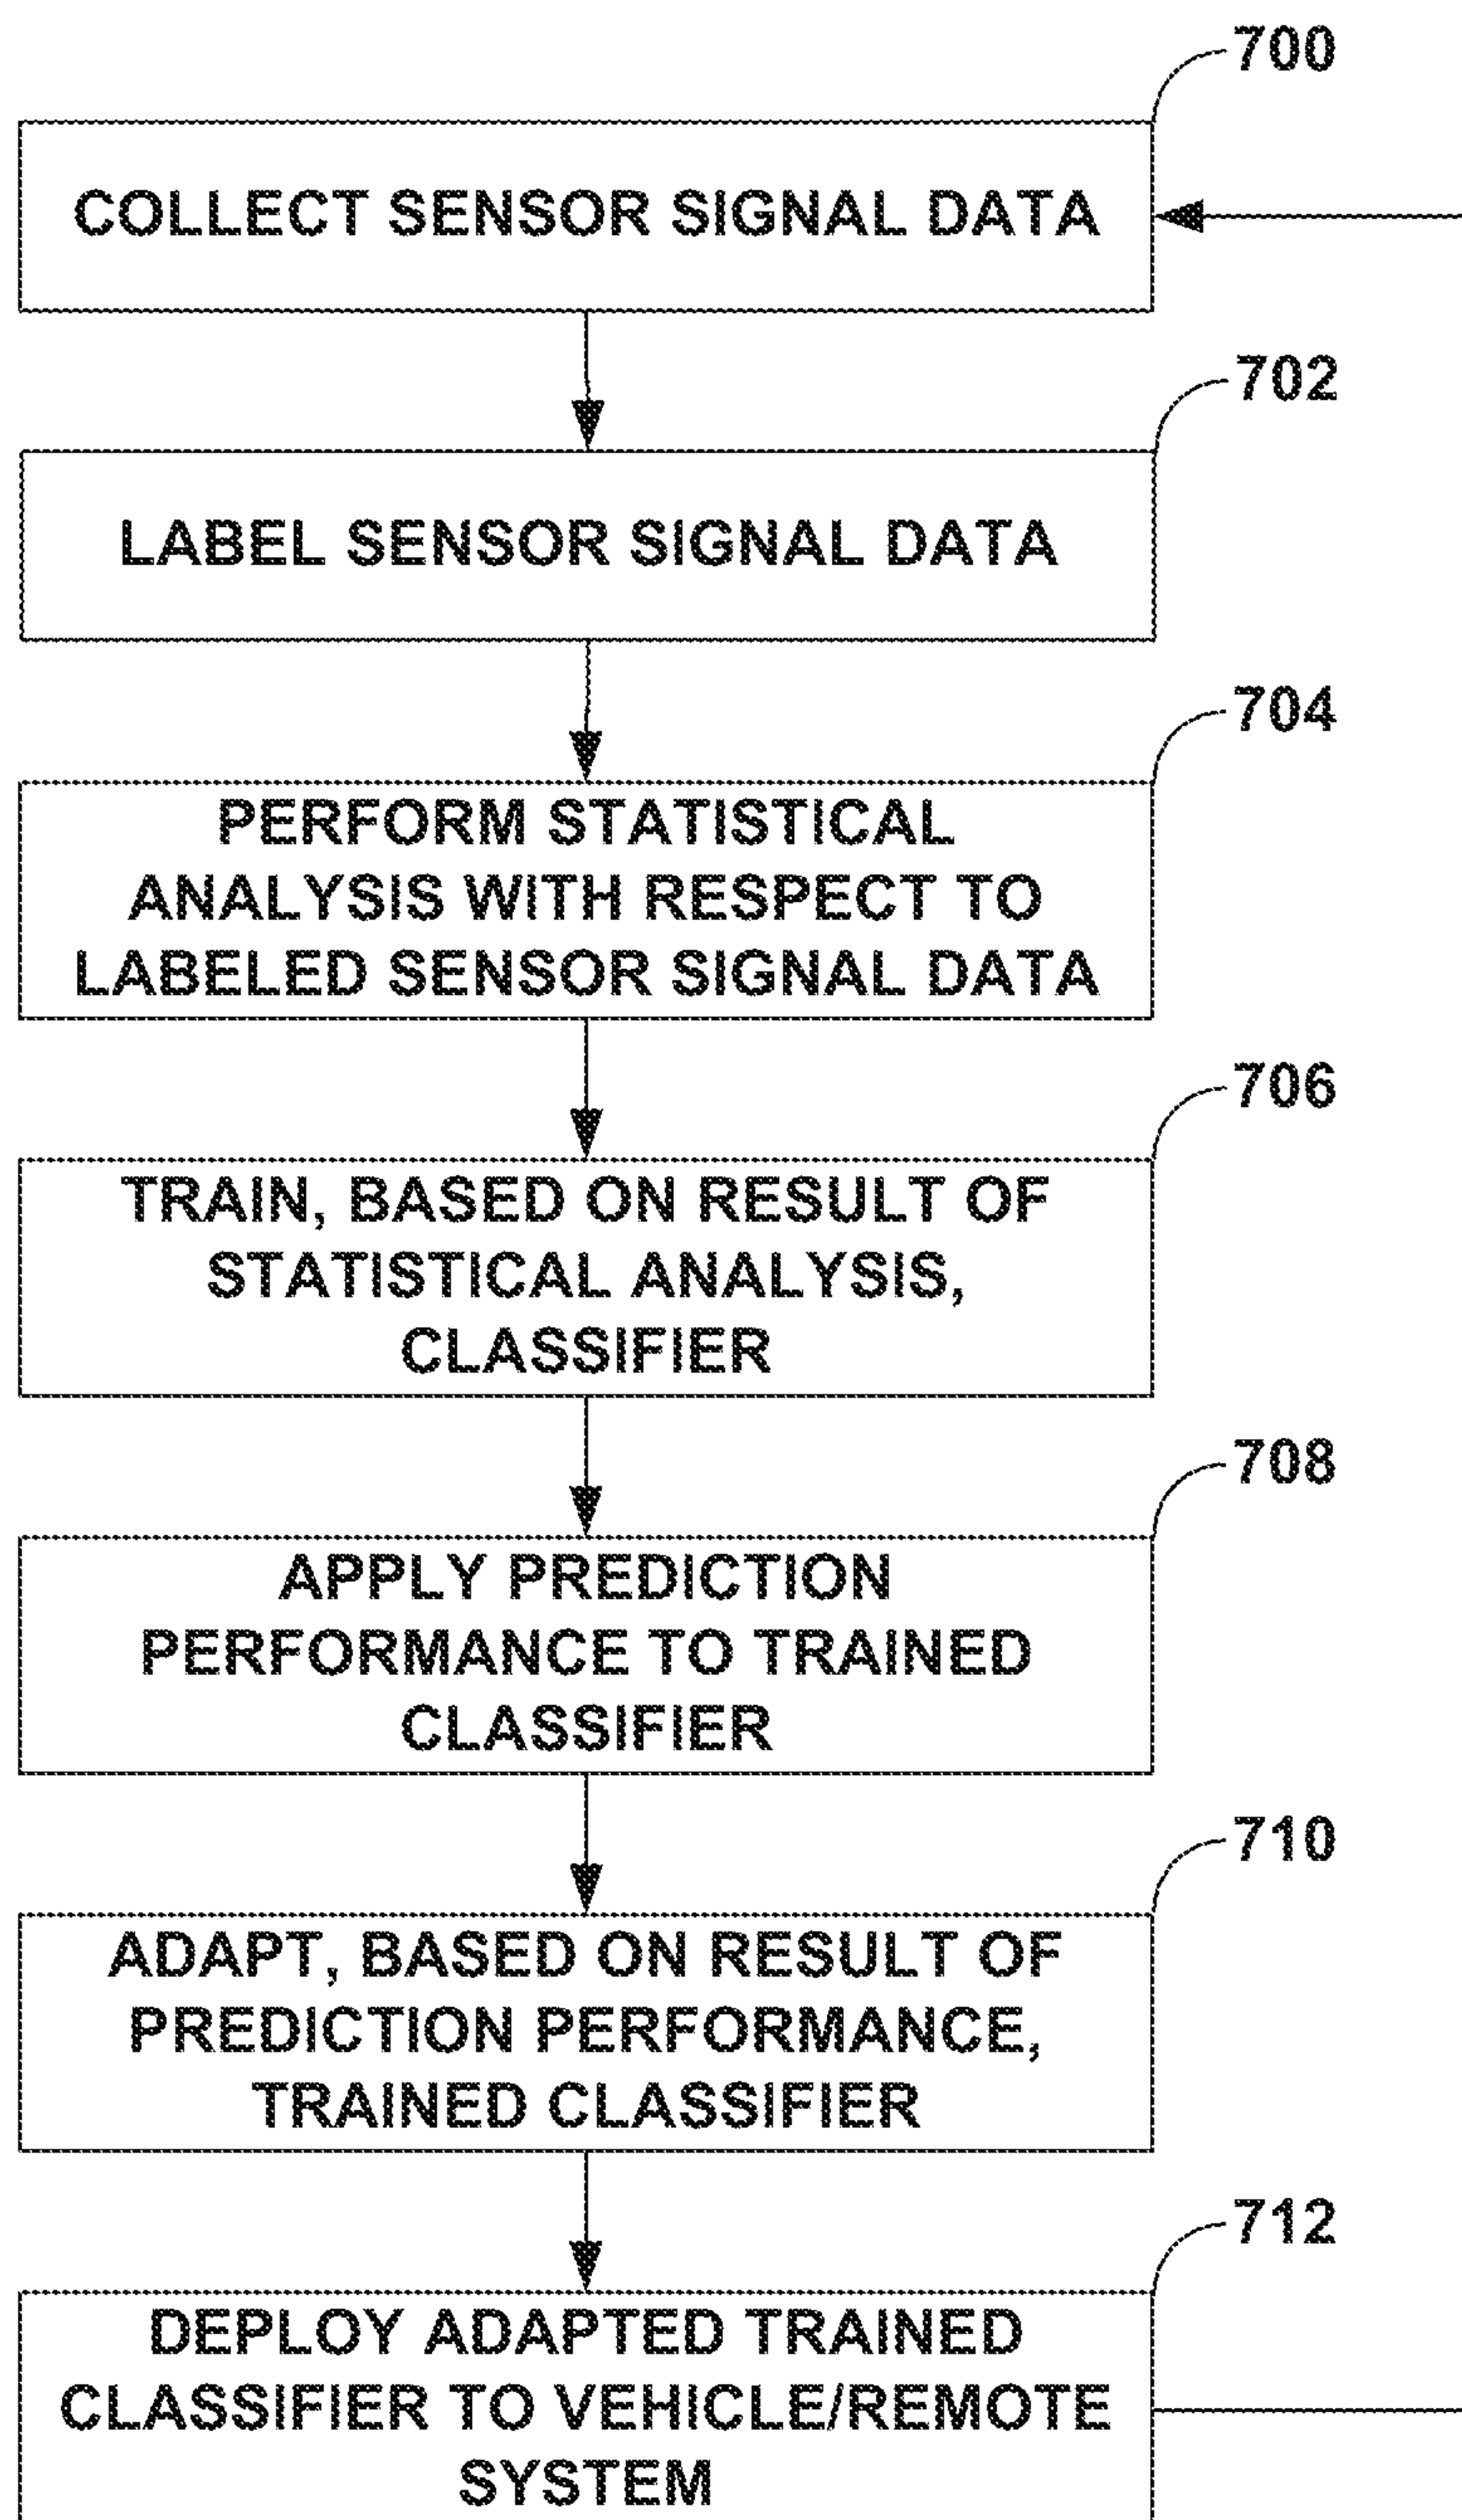 700
COLLECT SENSOR SIGNAL DATA
702
LABEL SENSOR SIGNAL DATA
704
PERFORM STATISTICAL
ANALYSIS WITH RESPECT TO
LABELED SENSOR SIGNAL DATA
706
TRAIN, BASED ON RESULT OF
STATISTICAL ANALYSIS,
CLASSIFIER
708
APPLY PREDICTION
PERFORMANCE TO TRAINED
CLASSIFIER
710
ADAPT, BASED ON RESULT OF
PREDICTION PERFORMANCE,
TRAINED CLASSIFIER
712
DEPLOY ADAPTED TRAINED
CLASSIFIER TO VEHICLE/REMOTE
SYSTEM